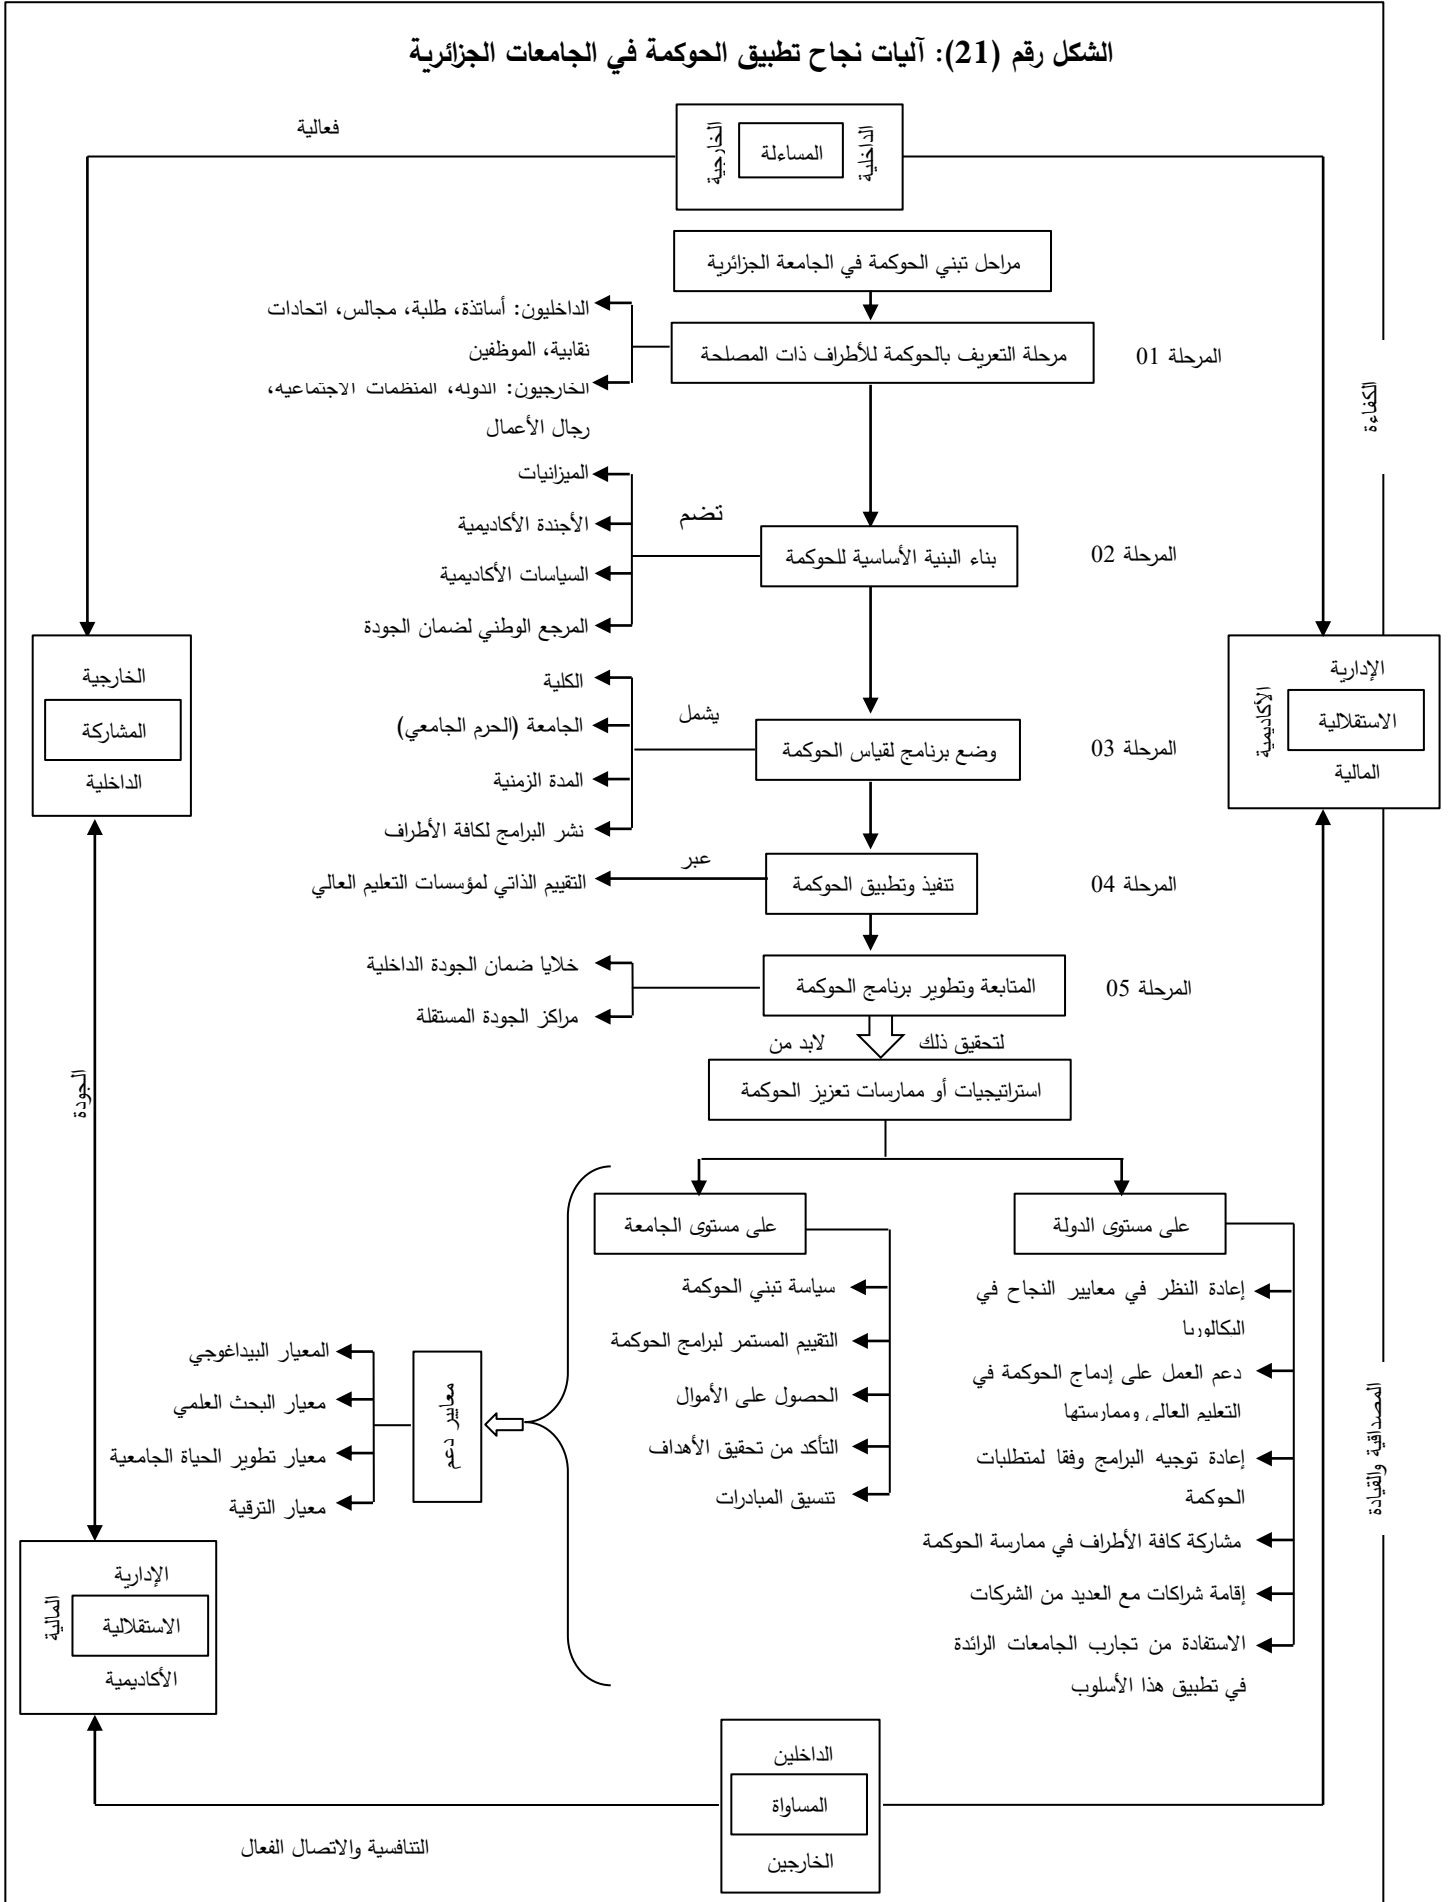 الشكل رقم (21): آليات نجاح تطبيق الحوكمة في الجامعات الجزائرية
فعالية
الداخلية
المساءلة
الخارجية
مراحل تبني الحوكمة في الجامعة الجزائرية
المرحلة 01
مرحلة التعريف بالحوكمة للأطراف ذات المصلحة
الداخليون: أساتذة، طلبة، مجالس، اتحادات
نقابية، الموظفين
الخارجيون: الدولة، المنظمات الاجتماعية،
رجال الأعمال
الكفاءة
المرحلة 02
بناء البنية الأساسية للحوكمة
تضم
الميزانيات
الأجندة الأكاديمية
السياسات الأكاديمية
المرجع الوطني لضمان الجودة
الإدارية
الاستقلالية
الأكاديمية
المالية
المرحلة 03
وضع برنامج لقياس الحوكمة
يشمل
الكلية
الجامعة (الحرم الجامعي)
المدة الزمنية
نشر البرامج لكافة الأطراف
الخارجية
المشاركة
الداخلية
المرحلة 04
تنفيذ وتطبيق الحوكمة
عبر
التقييم الذاتي لمؤسسات التعليم العالي
المرحلة 05
المتابعة وتطوير برنامج الحوكمة
خلايا ضمان الجودة الداخلية
مراكز الجودة المستقلة
لتحقيق ذلك
لابد من
استراتيجيات أو ممارسات تعزيز الحوكمة
الجودة
على مستوى الدولة
إعادة النظر في معايير النجاح في
البكالوريا
دعم العمل على إدماج الحوكمة في
التعليم العالي وممارستها
إعادة توجيه البرامج وفقا لمتطلبات
الحوكمة
مشاركة كافة الأطراف في ممارسة الحوكمة
إقامة شراكات مع العديد من الشركات
الاستفادة من تجارب الجامعات الرائدة
في تطبيق هذا الأسلوب
على مستوى الجامعة
سياسة تبني الحوكمة
التقييم المستمر لبرامج الحوكمة
الحصول على الأموال
التأكد من تحقيق الأهداف
تنسيق المبادرات
معايير دعم
المعيار البيداغوجي
معيار البحث العلمي
معيار تطوير الحياة الجامعية
معيار الترقية
المصداقية والقيادة
الإدارية
الاستقلالية
المالية
الأكاديمية
الداخلين
المساواة
الخارجين
التنافسية والاتصال الفعال